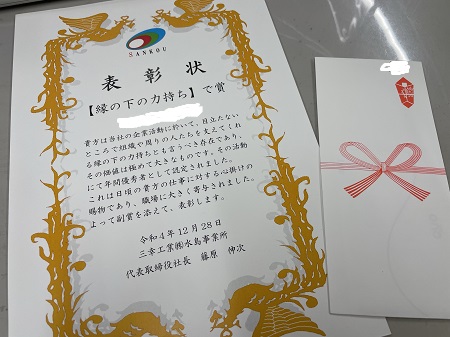 SANKOU
表彰状
【縁の下の力持ち】で賞
貴方は当社の企業活動に於いて、目立たない
ところで組織や周りの人たちを支えてくれ
る縁の下の力持ちとも言うべき存在であり、
その価値は極めて大きなものです。その活動
にて年間優秀者として認定されました。
これは日頃の貴方の仕事に対する心掛けの
賜物であり、職場に大きく寄与されました。
よって副賞を添えて、表彰します。
令和4年12月28日
三幸工業㈱水島事業所
代表取締役社長 藤原 伸次